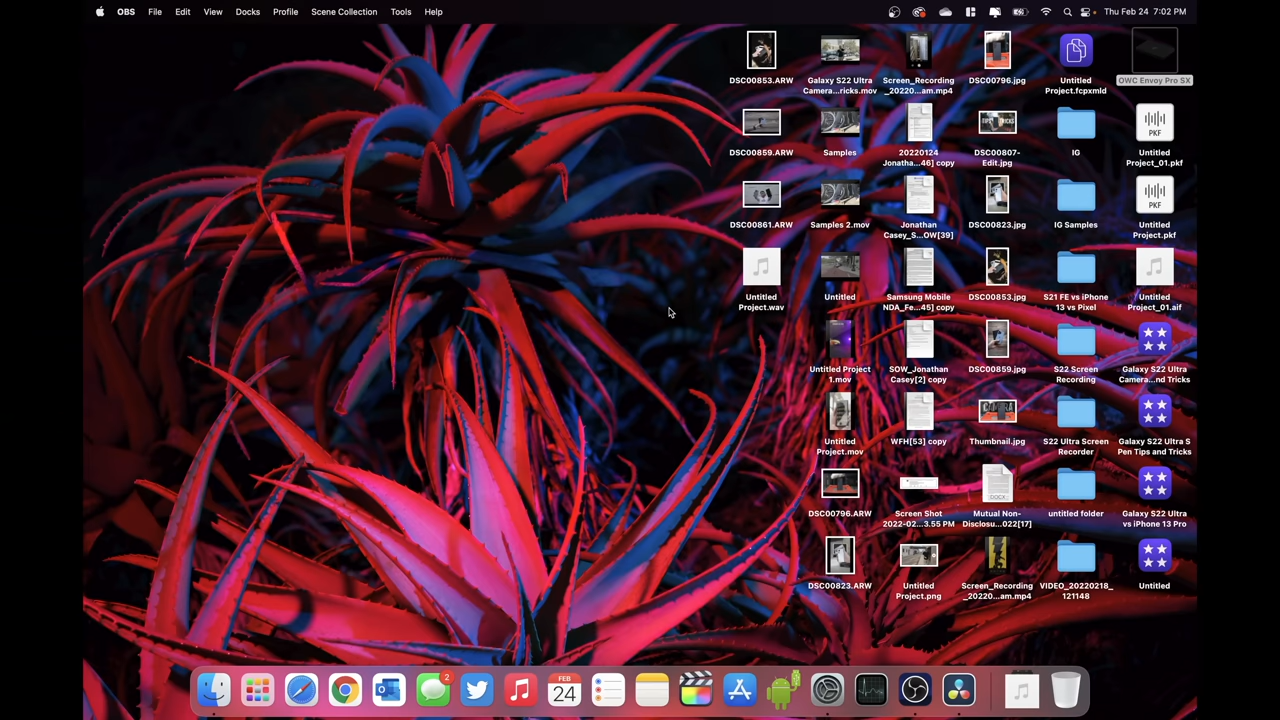 OBS File Edit View Docks Profile Scene Collection Tools Help Thu Feb 24 7:02 PM
DSC00853.ARW
Galaxy S22 Ultra
Camera...ricks.mov
Screen_Recording
_20220...am.mp4
DSC00796.jpg
Untitled
Project.fcpxmld
OWC Envoy Pro SX
DSC00859.ARW
Samples
20220124
Jonatha...46] copy
DSC00807-
Edit.jpg
IG
PKF
Untitled
Project_01.pkf
DSC00861.ARW
Samples 2.mov
Jonathan
Casey_S...OW[39]
DSC00823.jpg
IG Samples
PKF
Untitled
Project.pkf
Untitled
Project.wav
Untitled
Samsung Mobile
NDA_Fe...45] copy
DSC00853.jpg
S21 FE vs iPhone
13 vs Pixel
Untitled
Project_01.aif
Untitled Project
1.mov
SOW_Jonathan
Casey[2] copy
DSC00859.jpg
S22 Screen
Recording
Galaxy S22 Ultra
Camera...nd Tricks
Untitled
Project.mov
WFH[53] copy
Thumbnail.jpg
S22 Ultra Screen
Recorder
Galaxy S22 Ultra S
Pen Tips and Tricks
DSC00796.ARW
Screen Shot
2022-02...3.55 PM
DOCX
Mutual Non-
Disclosu...022[17]
untitled folder
Galaxy S22 Ultra
vs iPhone 13 Pro
DSC00823.ARW
Untitled
Project.png
Screen_Recording
_20220...am.mp4
VIDEO_20220218_
121148
Untitled
2
FEB
24